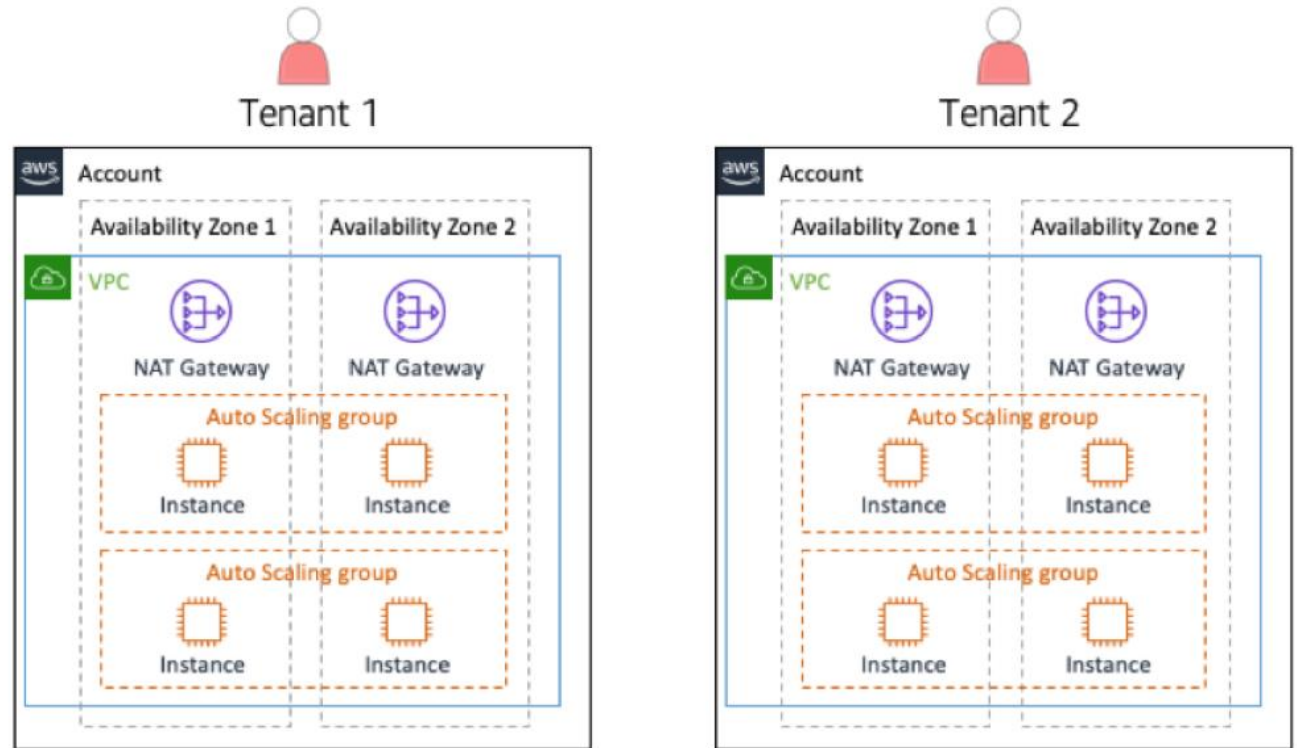 Tenant 1
Tenant 2
aws
Account
Availability Zone 1
Availability Zone 2
VPC
NAT Gateway
NAT Gateway
Auto Scaling group
Instance
Instance
Auto Scaling group
Instance
Instance
aws
Account
Availability Zone 1
Availability Zone 2
VPC
NAT Gateway
NAT Gateway
Auto Scaling group
Instance
Instance
Auto Scaling group
Instance
Instance